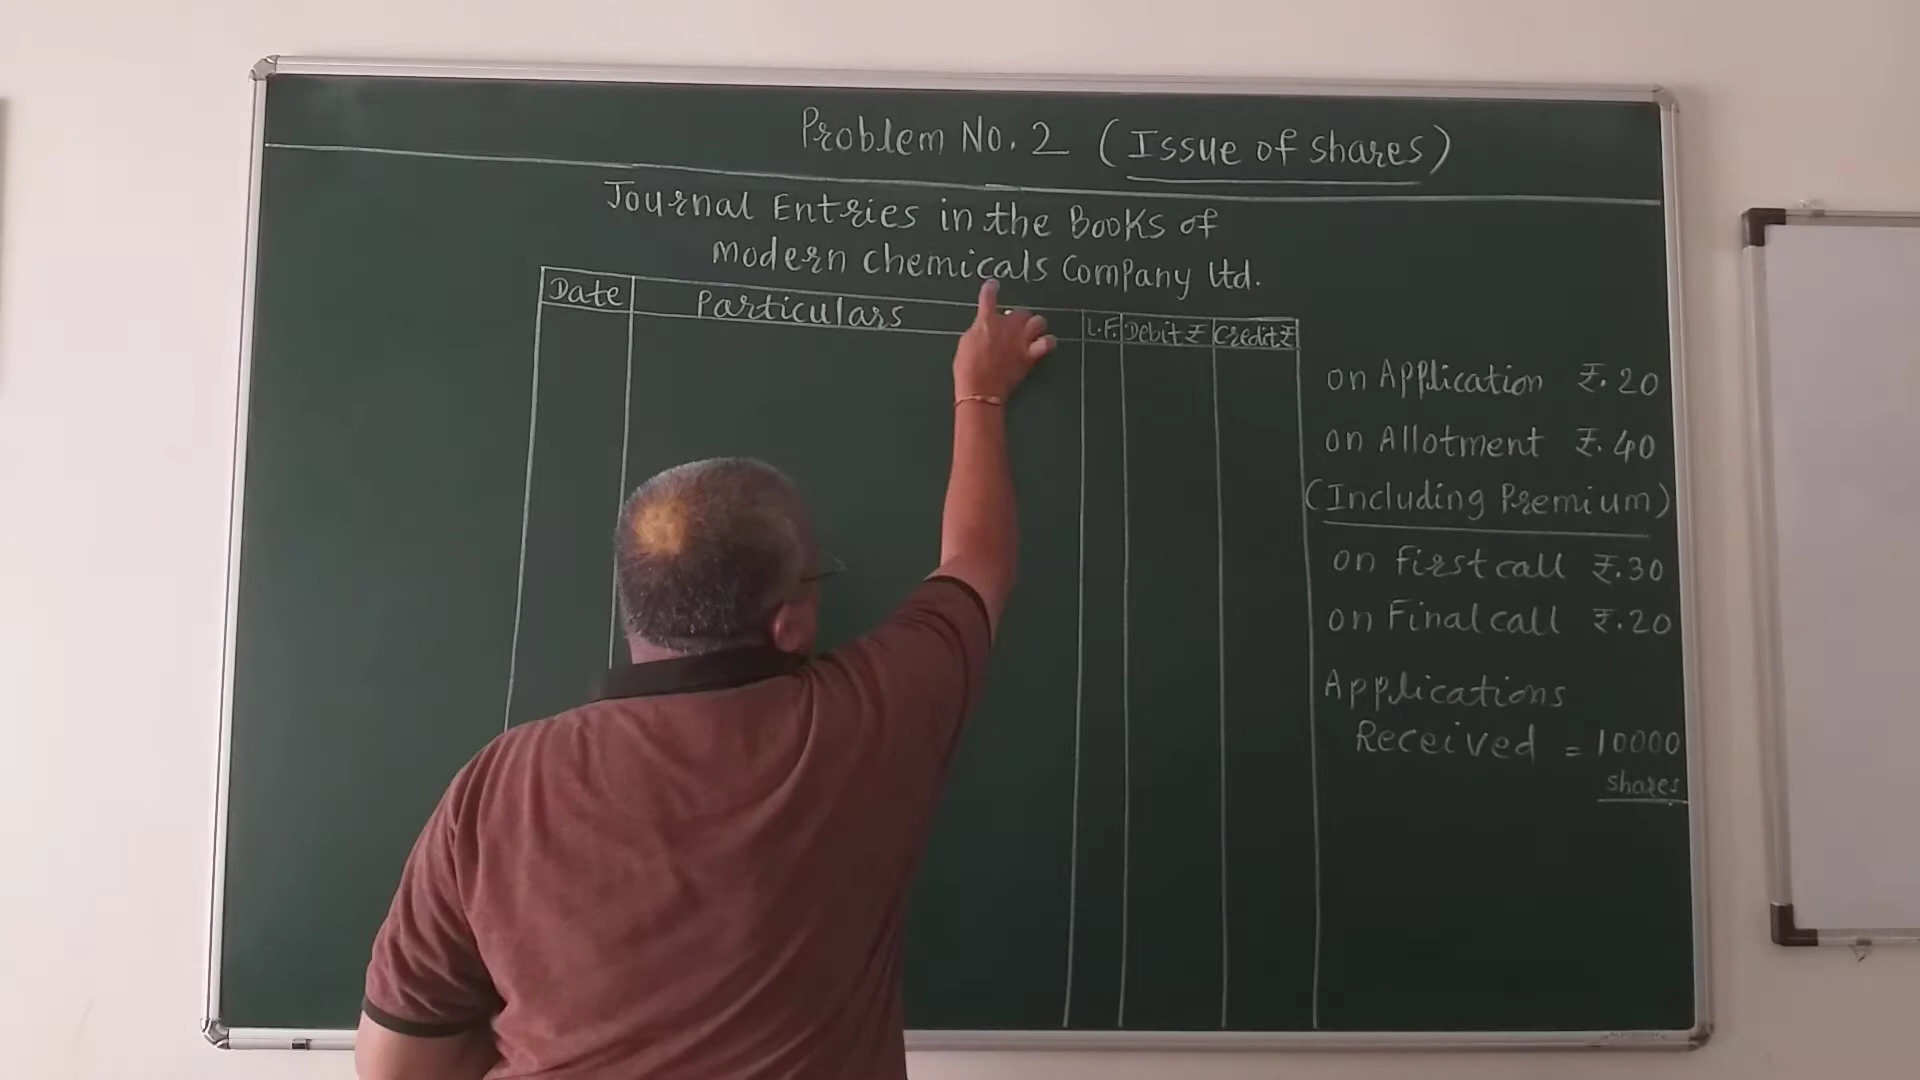 Problem No. 2 (Issue of shares)
Journal Entries in the Books of
Modern Chemicals Company Ltd.
Date Particulars L.F. Debit ₹ Credit ₹
on Application ₹.20
on Allotment ₹.40
(Including Premium)
on First call ₹.30
on Final call ₹.20
Applications
Received = 10000
shares